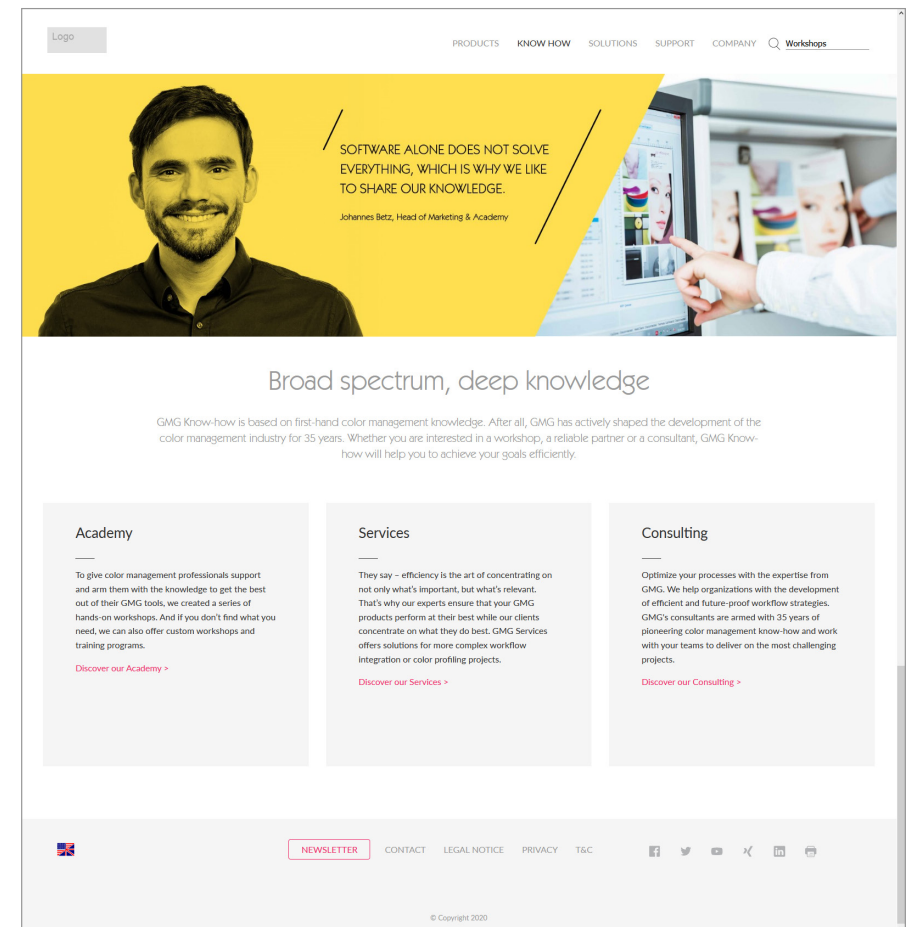 Logo
PRODUCTS KNOW HOW SOLUTIONS SUPPORT COMPANY Workshops
SOFTWARE ALONE DOES NOT SOLVE
EVERYTHING, WHICH IS WHY WE LIKE
TO SHARE OUR KNOWLEDGE.
Johannes Betz, Head of Marketing & Academy
Broad spectrum, deep knowledge
GMG Know-how is based on first-hand color management knowledge. After all, GMG has actively shaped the development of the
color management industry for 35 years. Whether you are interested in a workshop, a reliable partner or a consultant, GMG Know-
how will help you to achieve your goals efficiently.
Academy
To give color management professionals support
and arm them with the knowledge to get the best
out of their GMG tools, we created a series of
hands-on workshops. And if you don't find what you
need, we can also offer custom workshops and
training programs.
Discover our Academy >
Services
They say – efficiency is the art of concentrating on
not only what's important, but what's relevant.
That's why our experts ensure that your GMG
products perform at their best while our clients
concentrate on what they do best. GMG Services
offers solutions for more complex workflow
integration or color profiling projects.
Discover our Services >
Consulting
Optimize your processes with the expertise from
GMG. We help organizations with the development
of efficient and future-proof workflow strategies.
GMG's consultants are armed with 35 years of
pioneering color management know-how and work
with your teams to deliver on the most challenging
projects.
Discover our Consulting >
NEWSLETTER CONTACT LEGAL NOTICE PRIVACY T&C
© Copyright 2020